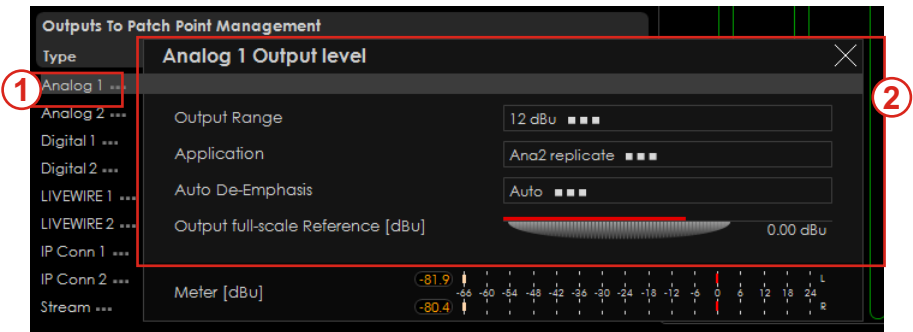 Outputs To Patch Point Management
Type
Analog 1 Output level
1
Analog 1 ...
2
Analog 2 ...
Output Range
12 dBu
Digital 1 ...
Application
Ana2 replicate
Digital 2 ...
Auto De-Emphasis
Auto
LIVEWIRE 1 ...
LIVEWIRE 2 ...
Output full-scale Reference [dBu]
0.00 dBu
IP Conn 1 ...
IP Conn 2 ...
Stream ...
Meter [dBu]
-81.9
L
-66 -60 -54 -48 -42 -36 -30 -24 -18 -12 -6 0 6 12 18 24
-80.4
R